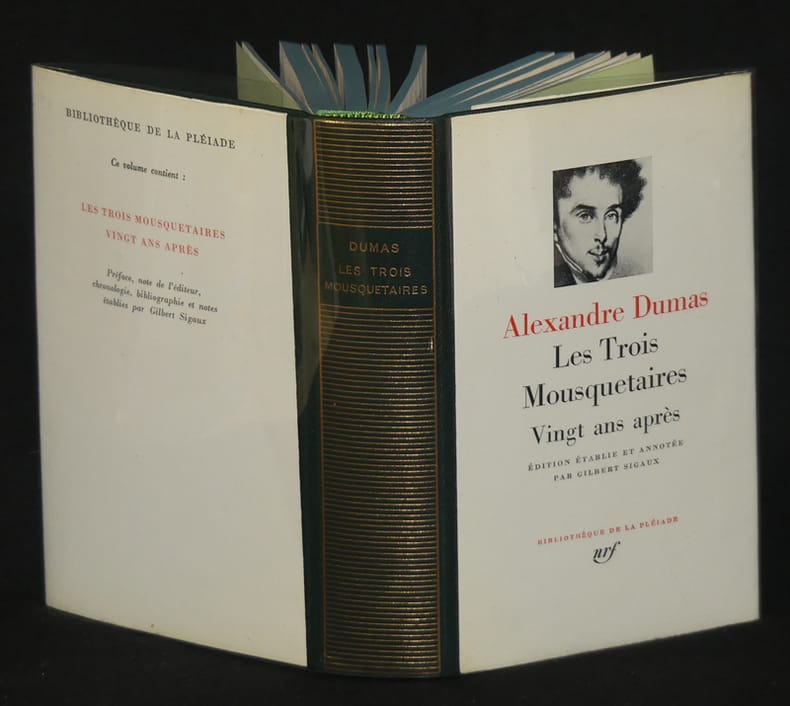 BIBLIOTHÈQUE DE LA PLÉIADE
Ce volume contient :
LES TROIS MOUSQUETAIRES
VINGT ANS APRÈS
Préface, note de l'éditeur,
chronologie, bibliographie et notes
établies par Gilbert Sigaux
DUMAS
LES TROIS
MOUSQUETAIRES
Alexandre Dumas
Les Trois
Mousquetaires
Vingt ans après
ÉDITION ÉTABLIE ET ANNOTÉE
PAR GILBERT SIGAUX
BIBLIOTHÈQUE DE LA PLÉIADE
nrf